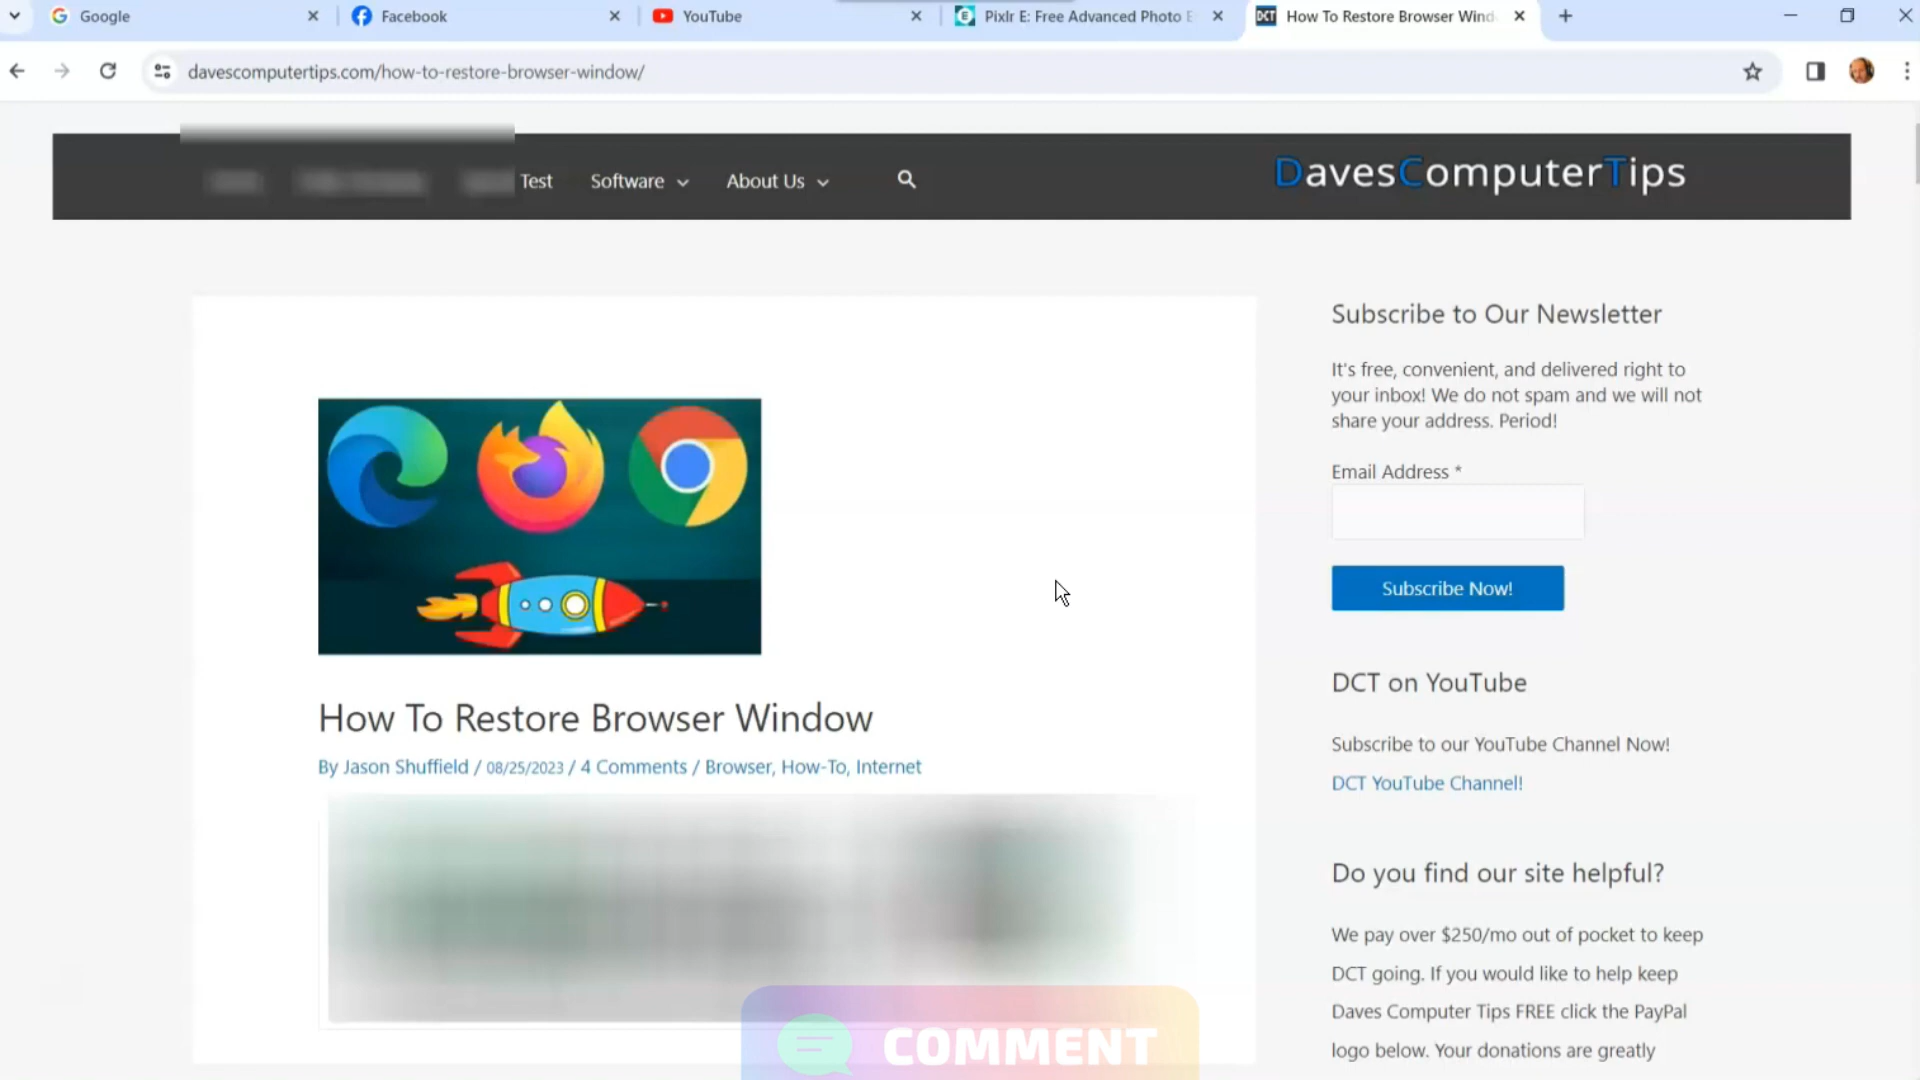 Google
Facebook
YouTube
Pixlr E: Free Advanced Photo E
DCT How To Restore Browser Wind
davescomputertips.com/how-to-restore-browser-window/
Test Software About Us
DavesComputerTips
How To Restore Browser Window
By Jason Shuffield / 08/25/2023 / 4 Comments / Browser, How-To, Internet
COMMENT
Subscribe to Our Newsletter
It's free, convenient, and delivered right to
your inbox! We do not spam and we will not
share your address. Period!
Email Address *
Subscribe Now!
DCT on YouTube
Subscribe to our YouTube Channel Now!
DCT YouTube Channel!
Do you find our site helpful?
We pay over $250/mo out of pocket to keep
DCT going. If you would like to help keep
Daves Computer Tips FREE click the PayPal
logo below. Your donations are greatly